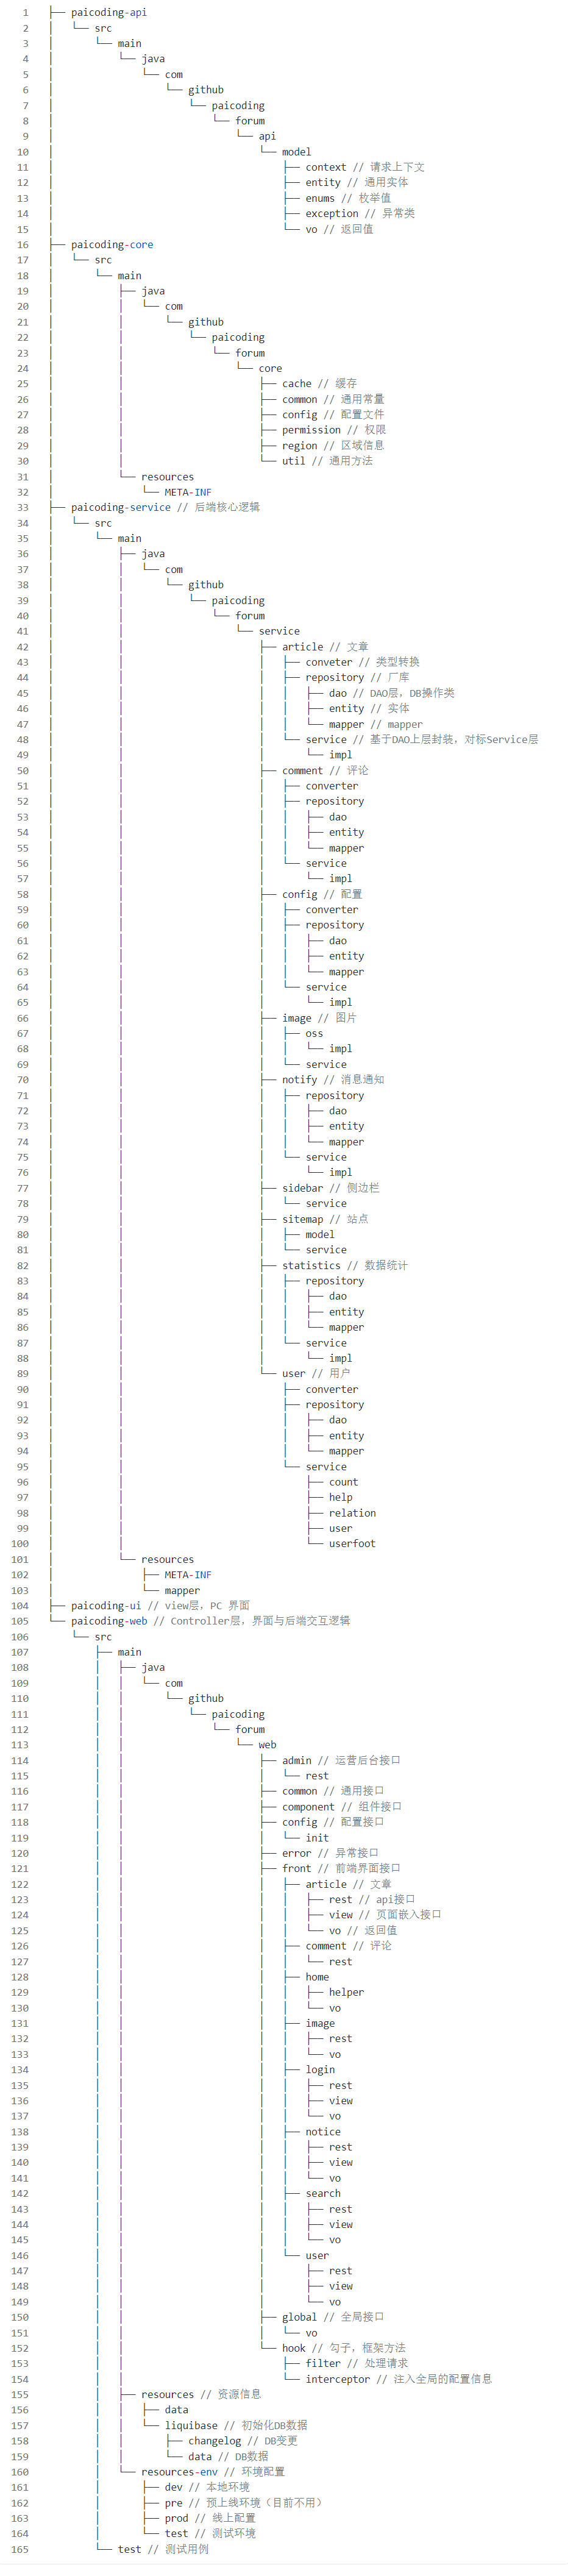 1 ├── paicoding-api
2 │   └── src
3 │       └── main
4 │           └── java
5 │               └── com
6 │                   └── github
7 │                       └── paicoding
8 │                           └── forum
9 │                               └── api
10 │                                   └── model
11 │                                       ├── context // 请求上下文
12 │                                       ├── entity // 通用实体
13 │                                       ├── enums // 枚举值
14 │                                       ├── exception // 异常类
15 │                                       └── vo // 返回值
16 ├── paicoding-core
17 │   └── src
18 │       └── main
19 │           ├── java
20 │           │   └── com
21 │           │       └── github
22 │           │           └── paicoding
23 │           │               └── forum
24 │           │                   └── core
25 │           │                       ├── cache // 缓存
26 │           │                       ├── common // 通用常量
27 │           │                       ├── config // 配置文件
28 │           │                       ├── permission // 权限
29 │           │                       ├── region // 区域信息
30 │           │                       └── util // 通用方法
31 │           └── resources
32 │               └── META-INF
33 ├── paicoding-service // 后端核心逻辑
34 │   └── src
35 │       └── main
36 │           ├── java
37 │           │   └── com
38 │           │       └── github
39 │           │           └── paicoding
40 │           │               └── forum
41 │           │                   └── service
42 │           │                       ├── article // 文章
43 │           │                       │   ├── conveter // 类型转换
44 │           │                       │   ├── repository // 厂库
45 │           │                       │   │   ├── dao // DAO层，DB操作类
46 │           │                       │   │   ├── entity // 实体
47 │           │                       │   │   └── mapper // mapper
48 │           │                       │   └── service // 基于DAO上层封装，对标Service层
49 │           │                       │       └── impl
50 │           │                       ├── comment // 评论
51 │           │                       │   ├── converter
52 │           │                       │   ├── repository
53 │           │                       │   │   ├── dao
54 │           │                       │   │   ├── entity
55 │           │                       │   │   └── mapper
56 │           │                       │   └── service
57 │           │                       │       └── impl
58 │           │                       ├── config // 配置
59 │           │                       │   ├── converter
60 │           │                       │   ├── repository
61 │           │                       │   │   ├── dao
62 │           │                       │   │   ├── entity
63 │           │                       │   │   └── mapper
64 │           │                       │   └── service
65 │           │                       │       └── impl
66 │           │                       ├── image // 图片
67 │           │                       │   ├── oss
68 │           │                       │   │   └── impl
69 │           │                       │   └── service
70 │           │                       ├── notify // 消息通知
71 │           │                       │   ├── repository
72 │           │                       │   │   ├── dao
73 │           │                       │   │   ├── entity
74 │           │                       │   │   └── mapper
75 │           │                       │   └── service
76 │           │                       │       └── impl
77 │           │                       ├── sidebar // 侧边栏
78 │           │                       │   └── service
79 │           │                       ├── sitemap // 站点
80 │           │                       │   ├── model
81 │           │                       │   └── service
82 │           │                       ├── statistics // 数据统计
83 │           │                       │   ├── repository
84 │           │                       │   │   ├── dao
85 │           │                       │   │   ├── entity
86 │           │                       │   │   └── mapper
87 │           │                       │   └── service
88 │           │                       │       └── impl
89 │           │                       └── user // 用户
90 │           │                           ├── converter
91 │           │                           ├── repository
92 │           │                           │   ├── dao
93 │           │                           │   ├── entity
94 │           │                           │   └── mapper
95 │           │                           └── service
96 │           │                               ├── count
97 │           │                               ├── help
98 │           │                               ├── relation
99 │           │                               ├── user
100 │           │                               └── userfoot
101 │           └── resources
102 │               ├── META-INF
103 │               └── mapper
104 ├── paicoding-ui // view层，PC 界面
105 └── paicoding-web // Controller层，界面与后端交互逻辑
106     └── src
107         ├── main
108         │   ├── java
109         │   │   └── com
110         │   │       └── github
111         │   │           └── paicoding
112         │   │               └── forum
113         │   │                   └── web
114         │   │                       ├── admin // 运营后台接口
115         │   │                       │   └── rest
116         │   │                       ├── common // 通用接口
117         │   │                       ├── component // 组件接口
118         │   │                       ├── config // 配置接口
119         │   │                       │   └── init
120         │   │                       ├── error // 异常接口
121         │   │                       ├── front // 前端界面接口
122         │   │                       │   ├── article // 文章
123         │   │                       │   │   ├── rest // api接口
124         │   │                       │   │   ├── view // 页面嵌入接口
125         │   │                       │   │   └── vo // 返回值
126         │   │                       │   ├── comment // 评论
127         │   │                       │   │   └── rest
128         │   │                       │   ├── home
129         │   │                       │   │   ├── helper
130         │   │                       │   │   └── vo
131         │   │                       │   ├── image
132         │   │                       │   │   ├── rest
133         │   │                       │   │   └── vo
134         │   │                       │   ├── login
135         │   │                       │   │   ├── rest
136         │   │                       │   │   ├── view
137         │   │                       │   │   └── vo
138         │   │                       │   ├── notice
139         │   │                       │   │   ├── rest
140         │   │                       │   │   ├── view
141         │   │                       │   │   └── vo
142         │   │                       │   ├── search
143         │   │                       │   │   ├── rest
144         │   │                       │   │   ├── view
145         │   │                       │   │   └── vo
146         │   │                       │   └── user
147         │   │                       │       ├── rest
148         │   │                       │       ├── view
149         │   │                       │       └── vo
150         │   │                       ├── global // 全局接口
151         │   │                       │   └── vo
152         │   │                       └── hook // 勾子，框架方法
153         │   │                           ├── filter // 处理请求
154         │   │                           └── interceptor // 注入全局的配置信息
155         │   ├── resources // 资源信息
156         │   │   ├── data
157         │   │   └── liquibase // 初始化DB数据
158         │   │       ├── changelog // DB变更
159         │   │       └── data // DB数据
160         │   └── resources-env // 环境配置
161         │       ├── dev // 本地环境
162         │       ├── pre // 预上线环境（目前不用）
163         │       ├── prod // 线上配置
164         │       └── test // 测试环境
165         └── test // 测试用例